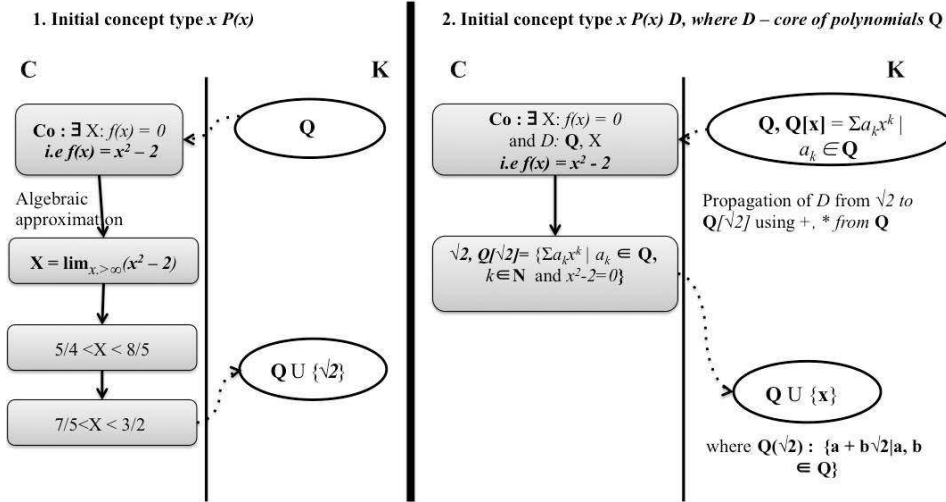 1. Initial concept type x P(x)
C
K
Co : ∃ X: f(x) = 0
i.e f(x) = x² – 2
Q
Algebraic
approximation
X = lim x.>∞ (x² – 2)
5/4 <X < 8/5
7/5<X < 3/2
Q U {√2}
2. Initial concept type x P(x) D, where D – core of polynomials Q
C
K
Co : ∃ X: f(x) = 0
and D: Q, X
i.e f(x) = x² - 2
Q, Q[x] = Σaₖxᵏ |
aₖ ∈ Q
Propagation of D from √2 to
Q[√2] using +, * from Q
√2, Q[√2]= {Σaₖxᵏ | aₖ ∈ Q,
k∈N and x²-2=0}
Q U {x}
where Q(√2) : {a + b√2|a, b
∈ Q}